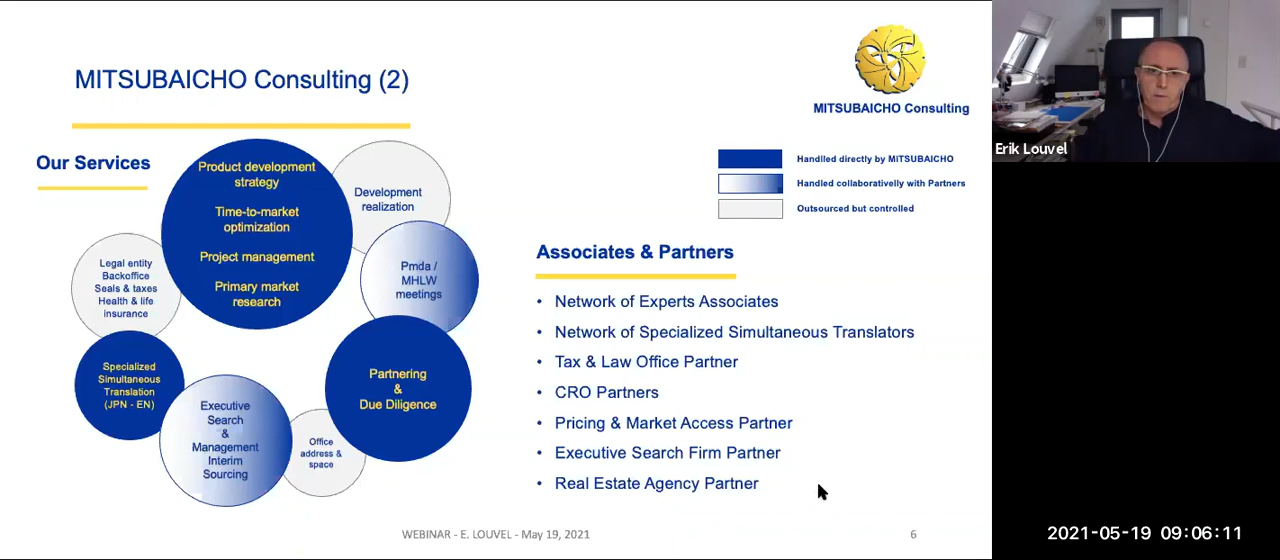 MITSUBAICHO Consulting (2)
MITSUBAICHO Consulting
Our Services
Product development
strategy
Time-to-market
optimization
Project management
Primary market
research
Development
realization
Pmda /
MHLW
meetings
Legal entity
Backoffice
Seals & taxes
Health & life
insurance
Specialized
Simultaneous
Translation
(JPN - EN)
Executive
Search
&
Management
Interim
Sourcing
Office
address &
space
Partnering
&
Due Diligence
Handlled directly by MITSUBAICHO
Handled collaborativelly with Partners
Outsourced but controlled
Associates & Partners
• Network of Experts Associates
• Network of Specialized Simultaneous Translators
• Tax & Law Office Partner
• CRO Partners
• Pricing & Market Access Partner
• Executive Search Firm Partner
• Real Estate Agency Partner
WEBINAR - E. LOUVEL - May 19, 2021
6
Erik Louvel
2021-05-19 09:06:11